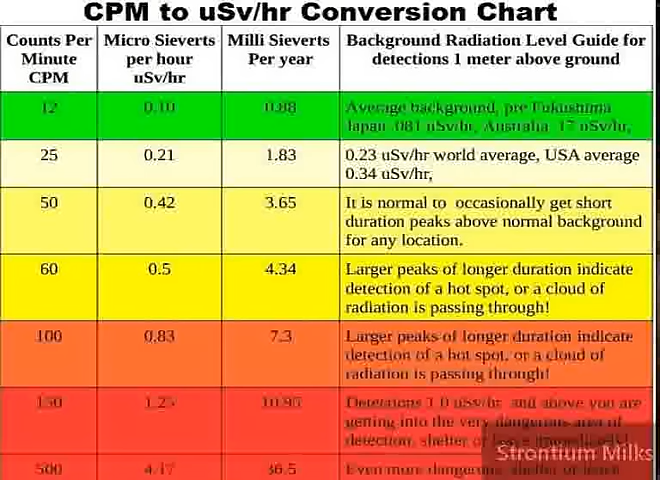 CPM to uSv/hr Conversion Chart
Counts Per Minute CPM
Micro Sieverts per hour uSv/hr
Milli Sieverts Per year
Background Radiation Level Guide for detections 1 meter above ground
12 0.10 0.88 Average background, pre Fukushima
Japan .081 uSv/hr, Australia .17 uSv/hr,
25 0.21 1.83 0.23 uSv/hr world average, USA average
0.34 uSv/hr,
50 0.42 3.65 It is normal to occasionally get short
duration peaks above normal background
for any location.
60 0.5 4.34 Larger peaks of longer duration indicate
detection of a hot spot, or a cloud of
radiation is passing through!
100 0.83 7.3 Larger peaks of longer duration indicate
detection of a hot spot, or a cloud of
radiation is passing through!
150 1.25 10.95 Detections 1.0 uSv/hr and above you are
getting into the very dangerous area of
detection, shelter or leave immediately!
500 4.17 36.5 Even more dangerous, shelter or leave
Strontium Milks